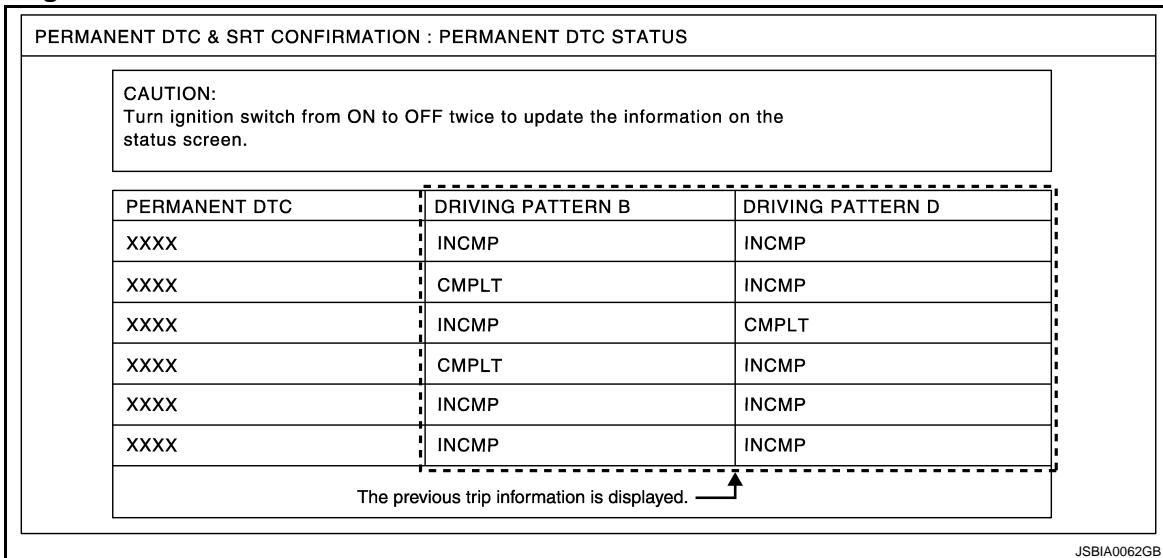 PERMANENT DTC & SRT CONFIRMATION : PERMANENT DTC STATUS
CAUTION:
Turn ignition switch from ON to OFF twice to update the information on the
status screen.
PERMANENT DTC DRIVING PATTERN B DRIVING PATTERN D
XXXX INCMP INCMP
XXXX CMPLT INCMP
XXXX INCMP CMPLT
XXXX CMPLT INCMP
XXXX INCMP INCMP
XXXX INCMP INCMP
The previous trip information is displayed.
JSBIA0062GB